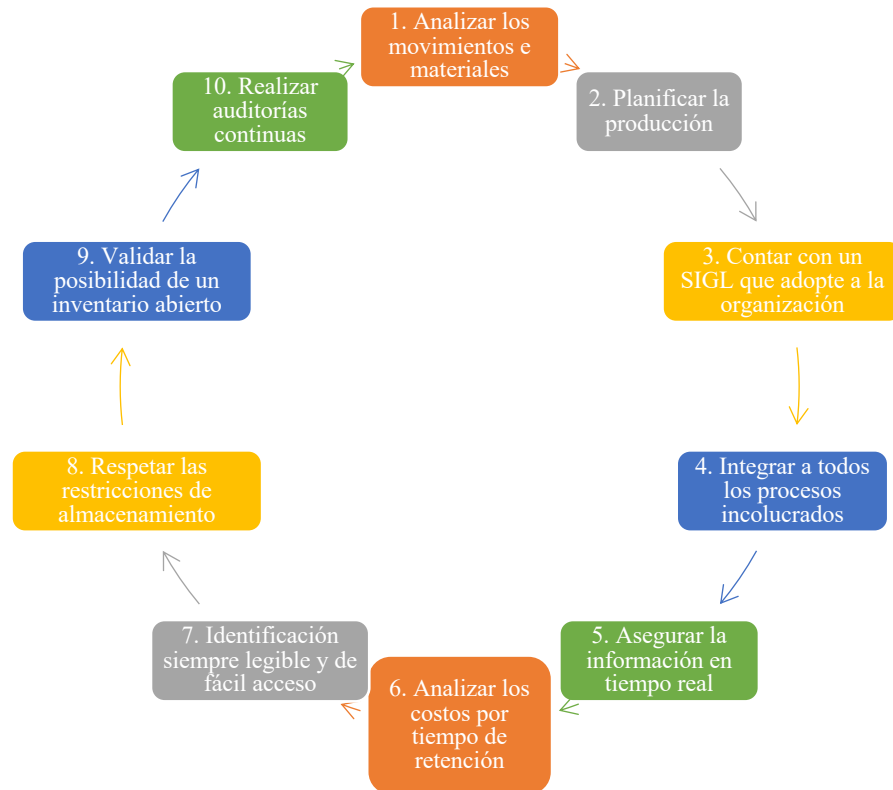 1. Analizar los
movimientos e
materiales
2. Planificar la
producción
3. Contar con un
SIGL que adopte a la
organización
4. Integrar a todos
los procesos
incolucrados
5. Asegurar la
información en
tiempo real
6. Analizar los
costos por
tiempo de
retención
7. Identificación
siempre legible y de
fácil acceso
8. Respetar las
restricciones de
almacenamiento
9. Validar la
posibilidad de un
inventario abierto
10. Realizar
auditorías
continuas